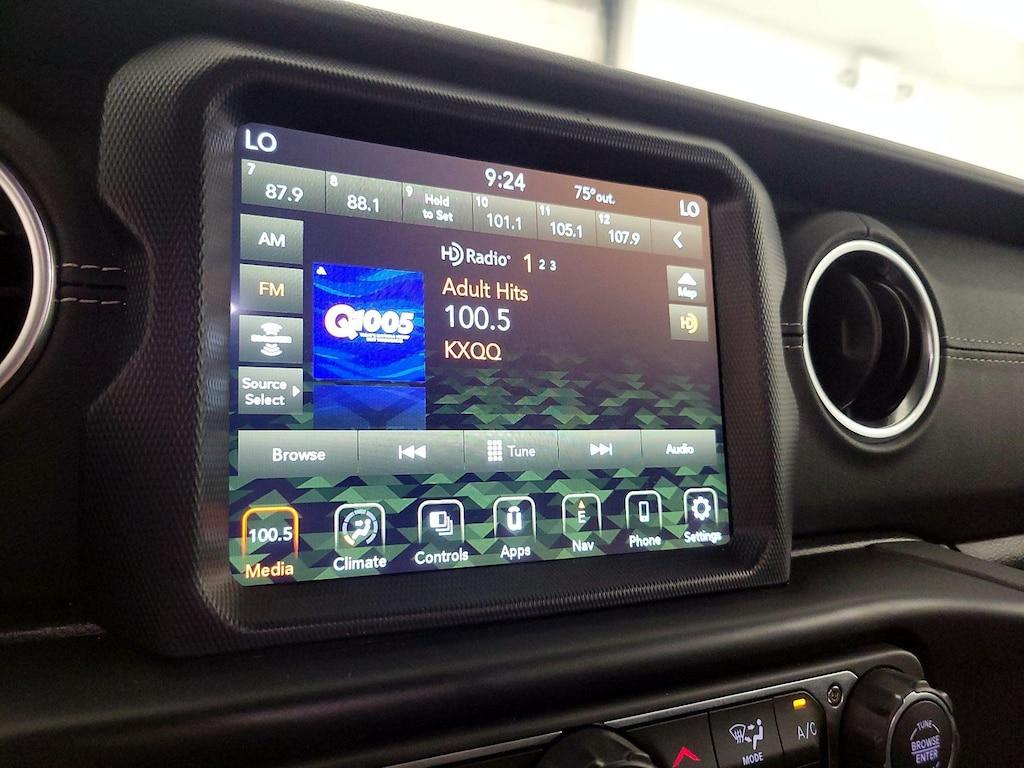 LO
9:24
75°out.
LO
7
87.9
8
88.1
9
Hold
to Set
10
101.1
11
105.1
12
107.9
AM
FM
Source
Select
HD Radio
1 2 3
Adult Hits
100.5
KXQQ
Q1005
Map
HD
Browse
Tune
Audio
100.5
Media
Climate
Controls
Apps
E
Nav
Phone
Settings
MODE
A/C
TUNE
BROWSE
ENTER